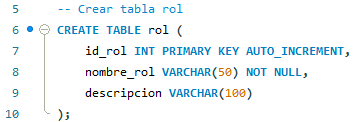 5 -- Crear tabla rol
6 CREATE TABLE rol (
7 id_rol INT PRIMARY KEY AUTO_INCREMENT,
8 nombre_rol VARCHAR(50) NOT NULL,
9 descripcion VARCHAR(100)
10 );